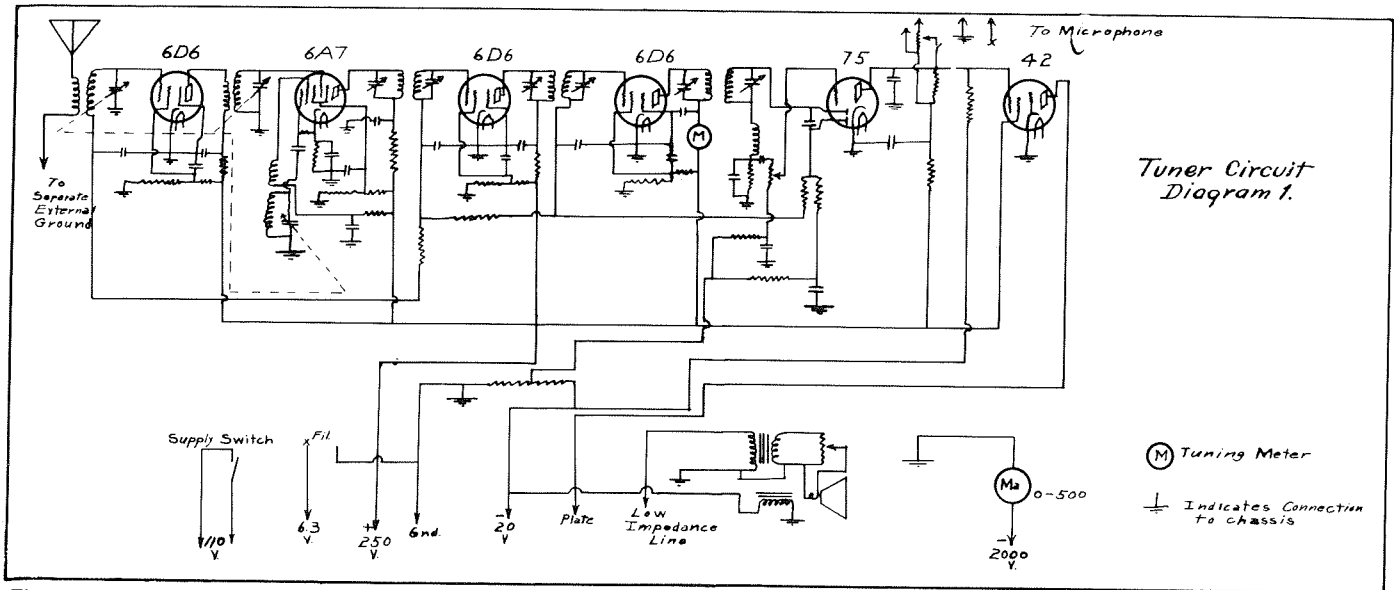 6D6
6A7
6D6
6D6
75
42
To Microphone
To
Separate
External
Ground
M
Tuner Circuit
Diagram 1.
Supply Switch
x Fil.
110
V.
6.3
V.
+
250
V.
Gnd.
-
20
V
Plate
Low
Impedance
Line
Ma
0-500
-
2000
V.
M Tuning Meter
Indicates Connection
to chassis